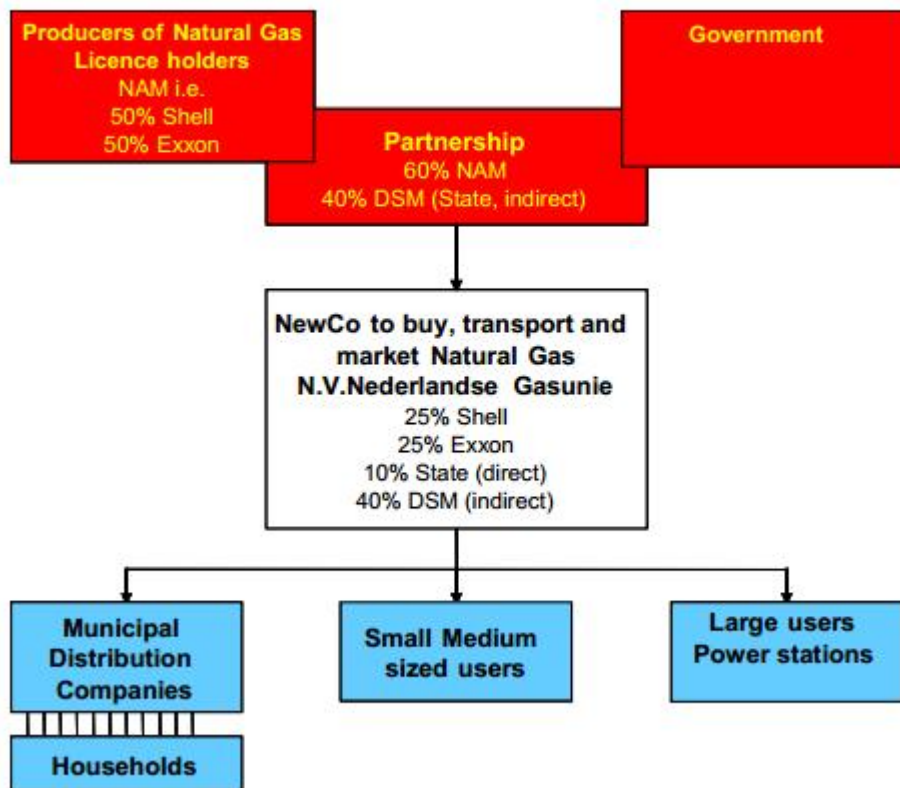 Producers of Natural Gas
Licence holders
NAM i.e.
50% Shell
50% Exxon
Government
Partnership
60% NAM
40% DSM (State, indirect)
NewCo to buy, transport and
market Natural Gas
N.V.Nederlandse Gasunie
25% Shell
25% Exxon
10% State (direct)
40% DSM (indirect)
Municipal
Distribution
Companies
Small Medium
sized users
Large users
Power stations
Households